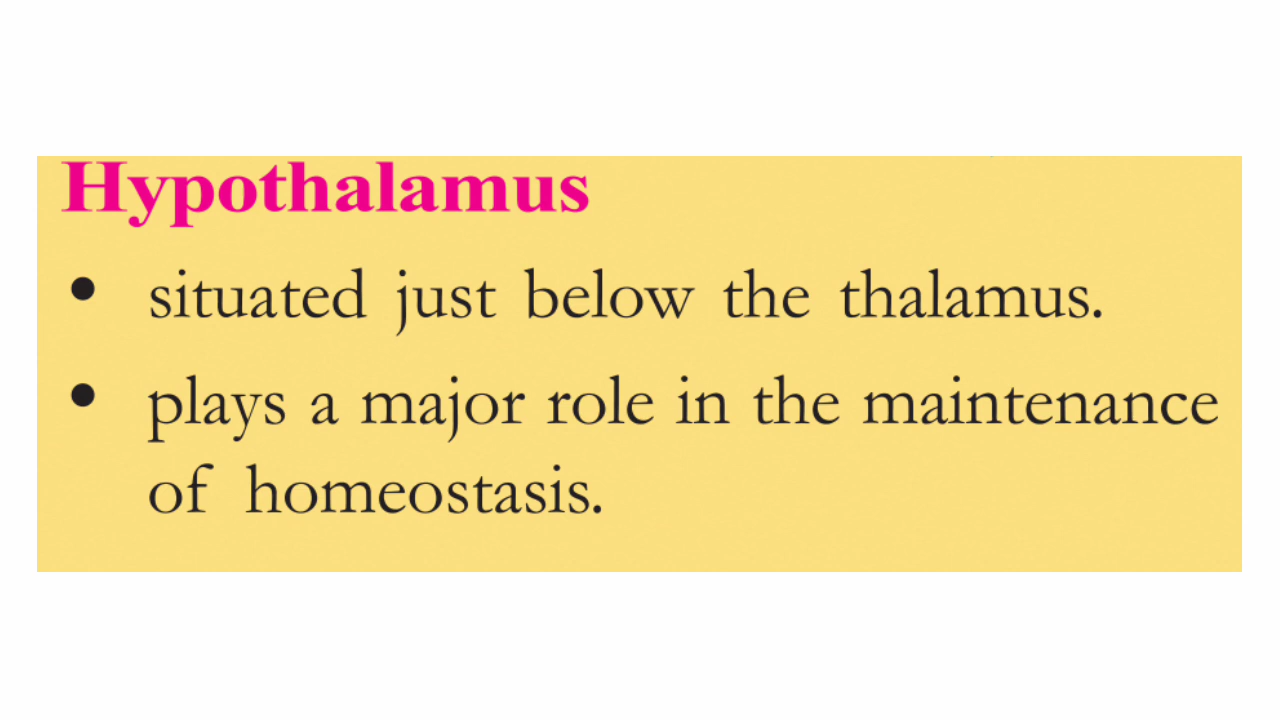 Hypothalamus
• situated just below the thalamus.
• plays a major role in the maintenance
of homeostasis.